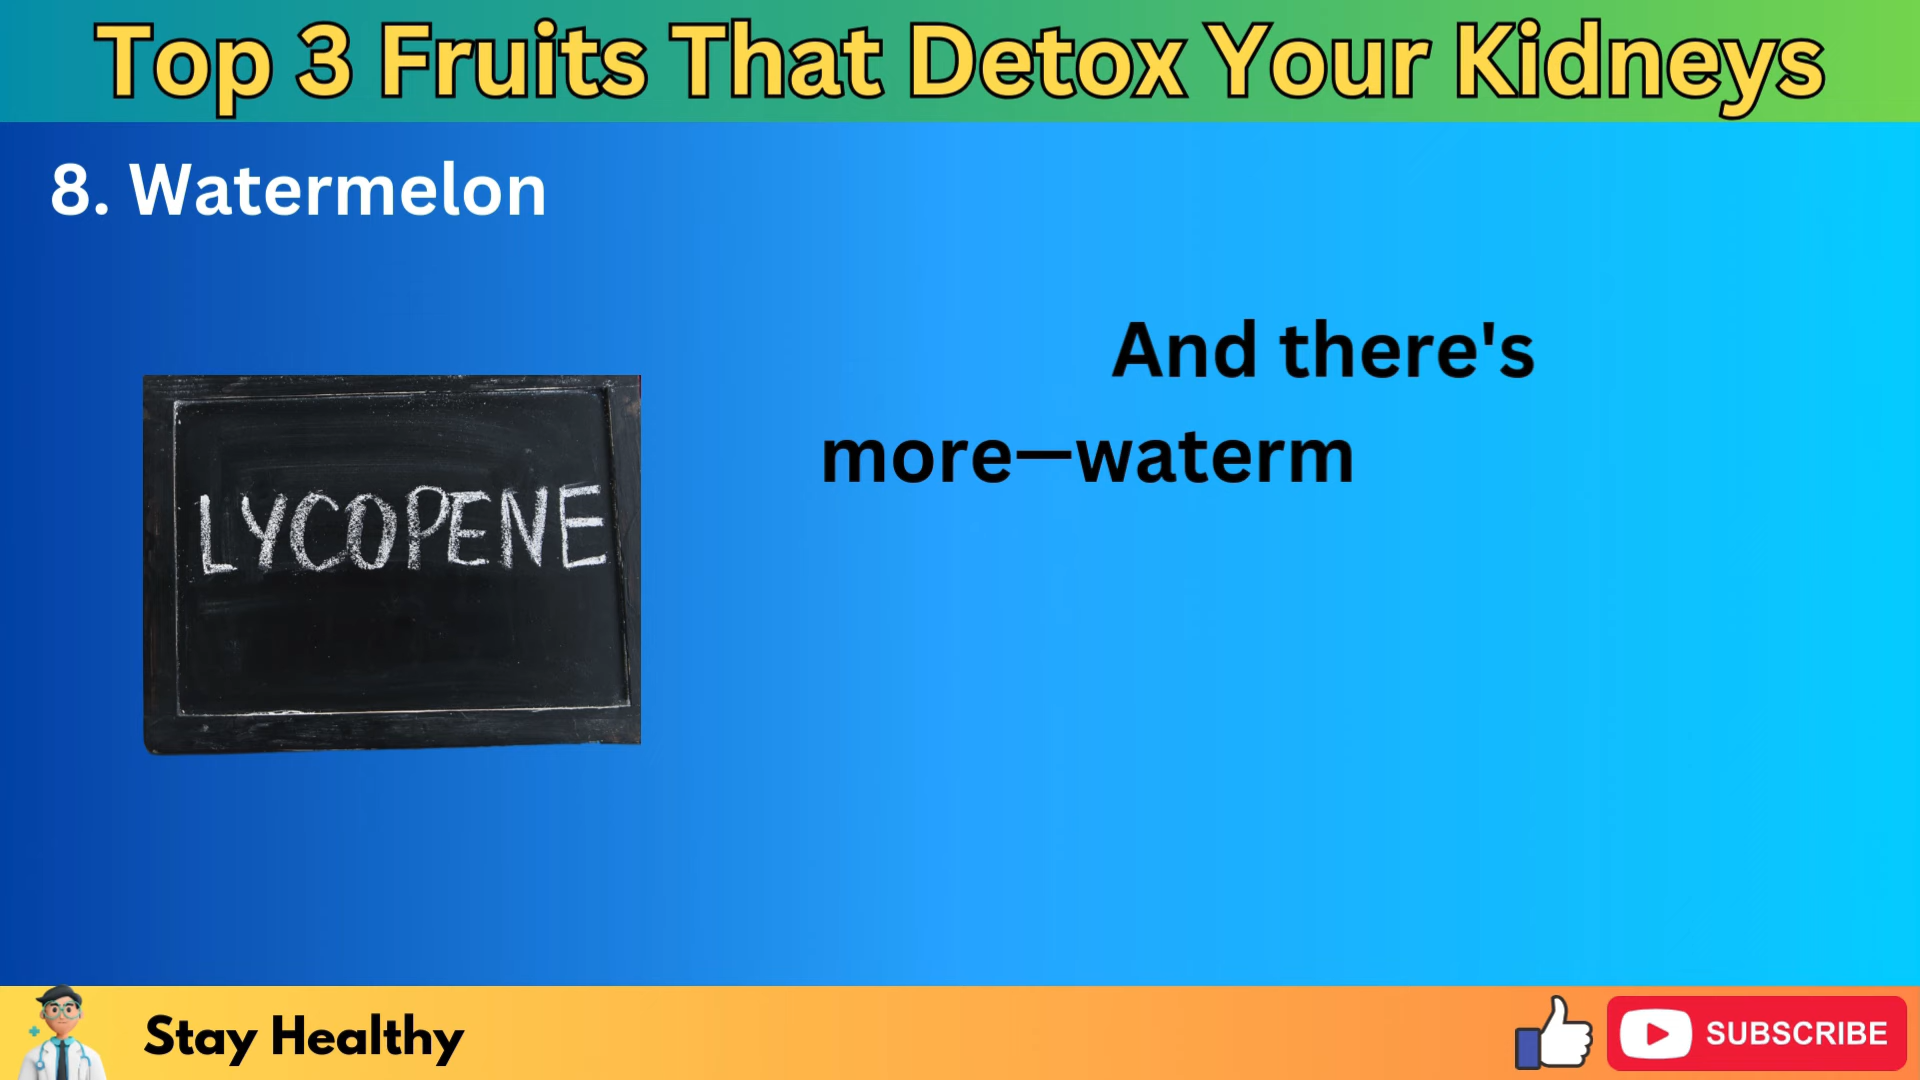 Top 3 Fruits That Detox Your Kidneys
8. Watermelon
LYCOPENE
And there's
more—waterm
Stay Healthy
SUBSCRIBE